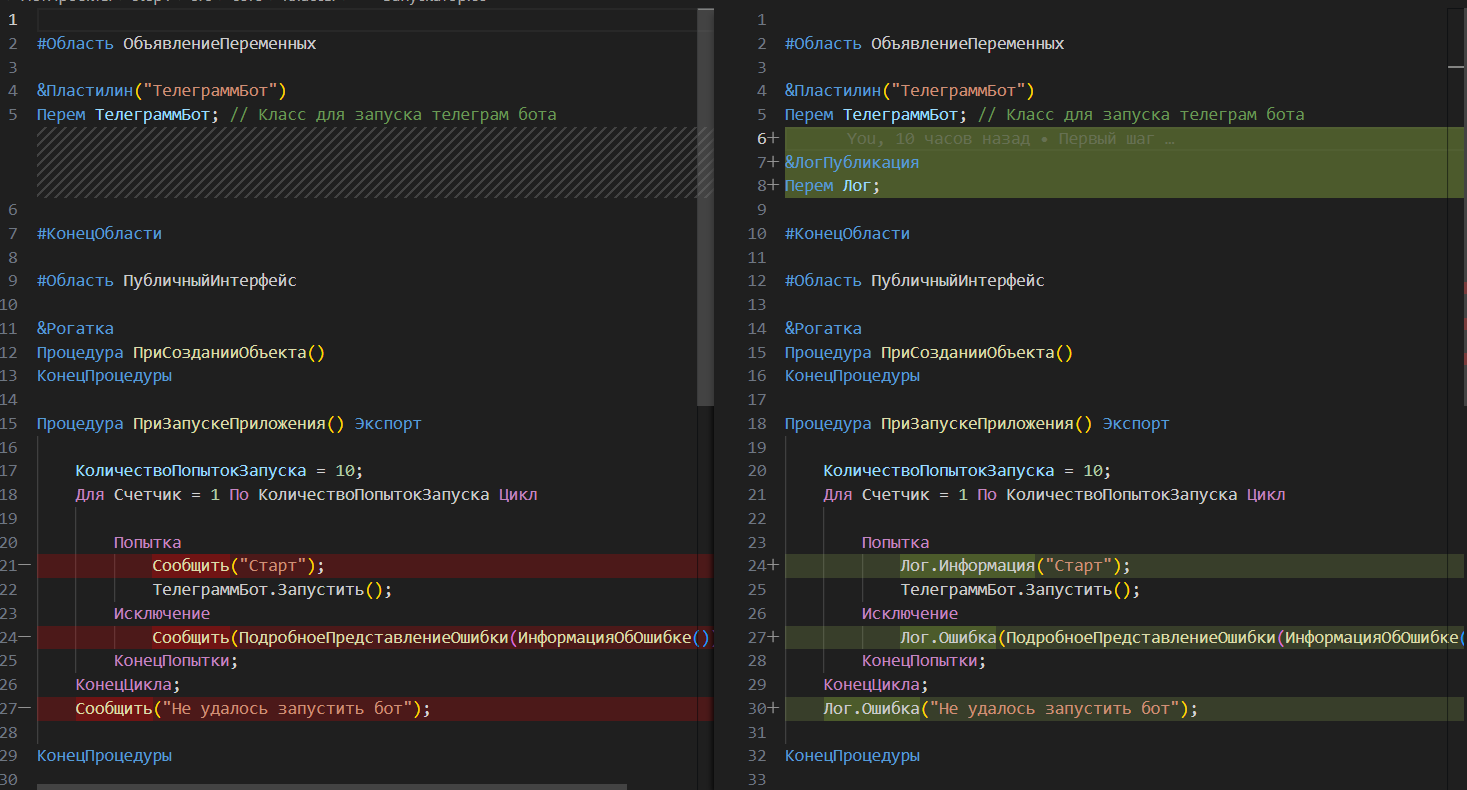 1
2 #Область ОбъявлениеПеременных
3
4 &Пластилин("ТелеграммБот")
5 Перем ТелеграммБот; // Класс для запуска телеграм бота
6
7 #КонецОбласти
8
9 #Область ПубличныйИнтерфейс
10
11 &Рогатка
12 Процедура ПриСозданииОбъекта()
13 КонецПроцедуры
14
15 Процедура ПриЗапускеПриложения() Экспорт
16
17 КоличествоПопытокЗапуска = 10;
18 Для Счетчик = 1 По КоличествоПопытокЗапуска Цикл
19
20 Попытка
21— Сообщить("Старт");
22 ТелеграммБот.Запустить();
23 Исключение
24— Сообщить(ПодробноеПредставлениеОшибки(ИнформацияОбОшибке()
25 КонецПопытки;
26 КонецЦикла;
27— Сообщить("Не удалось запустить бот");
28
29 КонецПроцедуры
30
1
2 #Область ОбъявлениеПеременных
3
4 &Пластилин("ТелеграммБот")
5 Перем ТелеграммБот; // Класс для запуска телеграм бота
6+ You, 10 часов назад • Первый шаг …
7+ &ЛогПубликация
8+ Перем Лог;
9
10 #КонецОбласти
11
12 #Область ПубличныйИнтерфейс
13
14 &Рогатка
15 Процедура ПриСозданииОбъекта()
16 КонецПроцедуры
17
18 Процедура ПриЗапускеПриложения() Экспорт
19
20 КоличествоПопытокЗапуска = 10;
21 Для Счетчик = 1 По КоличествоПопытокЗапуска Цикл
22
23 Попытка
24+ Лог.Информация("Старт");
25 ТелеграммБот.Запустить();
26 Исключение
27+ Лог.Ошибка(ПодробноеПредставлениеОшибки(ИнформацияОбОшибке(
28 КонецПопытки;
29 КонецЦикла;
30+ Лог.Ошибка("Не удалось запустить бот");
31
32 КонецПроцедуры
33